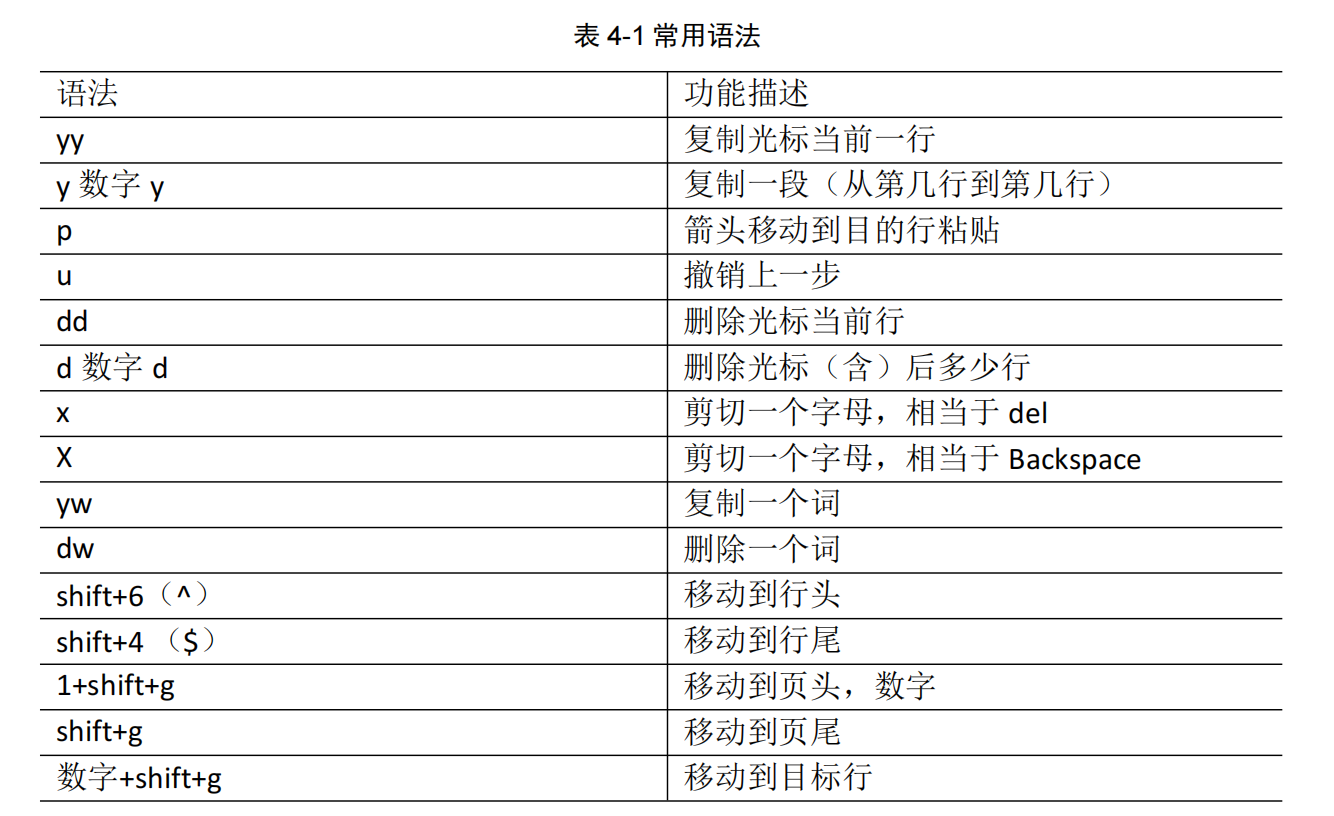 表 4-1 常用语法
语法 功能描述
yy 复制光标当前一行
y 数字 y 复制一段（从第几行到第几行）
p 箭头移动到目的行粘贴
u 撤销上一步
dd 删除光标当前行
d 数字 d 删除光标（含）后多少行
x 剪切一个字母，相当于 del
X 剪切一个字母，相当于 Backspace
yw 复制一个词
dw 删除一个词
shift+6（^） 移动到行头
shift+4 （$） 移动到行尾
1+shift+g 移动到页头，数字
shift+g 移动到页尾
数字+shift+g 移动到目标行